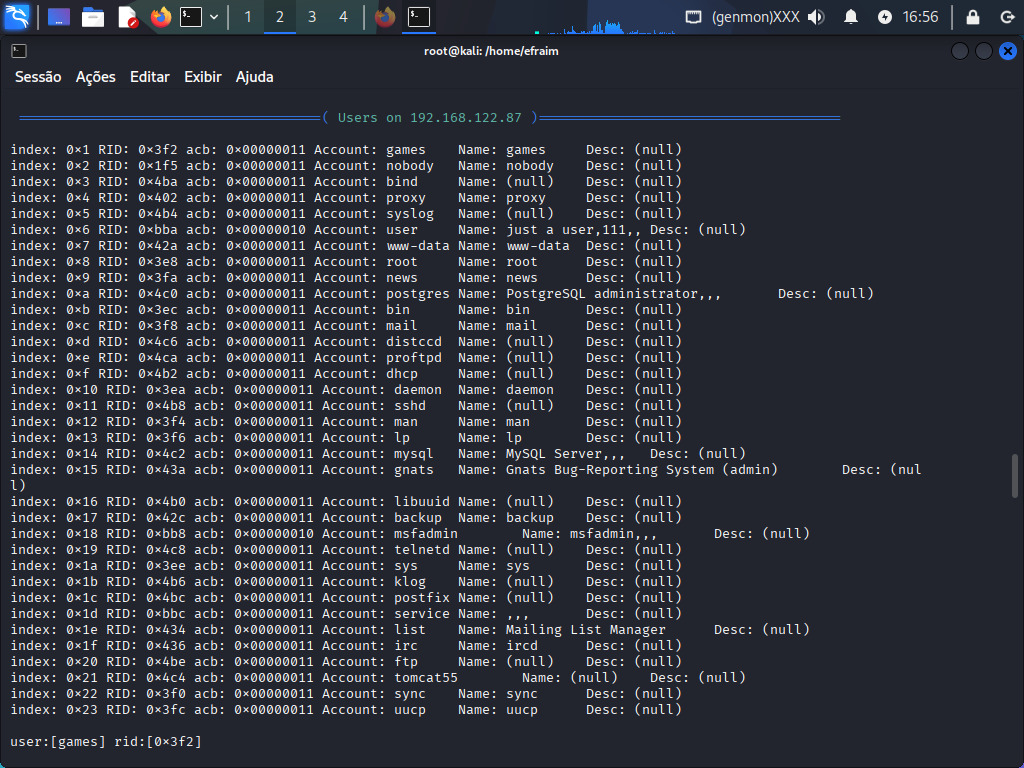 1 2 3 4 (genmon)XXX 16:56
root@kali: /home/efraim
Sessão Ações Editar Exibir Ajuda
( Users on 192.168.122.87 )
index: 0×1 RID: 0×3f2 acb: 0×00000011 Account: games Name: games Desc: (null)
index: 0×2 RID: 0×1f5 acb: 0×00000011 Account: nobody Name: nobody Desc: (null)
index: 0×3 RID: 0×4ba acb: 0×00000011 Account: bind Name: (null) Desc: (null)
index: 0×4 RID: 0×402 acb: 0×00000011 Account: proxy Name: proxy Desc: (null)
index: 0×5 RID: 0×4b4 acb: 0×00000011 Account: syslog Name: (null) Desc: (null)
index: 0×6 RID: 0×bba acb: 0×00000010 Account: user Name: just a user,111,, Desc: (null)
index: 0×7 RID: 0×42a acb: 0×00000011 Account: www-data Name: www-data Desc: (null)
index: 0×8 RID: 0×3e8 acb: 0×00000011 Account: root Name: root Desc: (null)
index: 0×9 RID: 0×3fa acb: 0×00000011 Account: news Name: news Desc: (null)
index: 0×a RID: 0×4c0 acb: 0×00000011 Account: postgres Name: PostgreSQL administrator,,, Desc: (null)
index: 0×b RID: 0×3ec acb: 0×00000011 Account: bin Name: bin Desc: (null)
index: 0×c RID: 0×3f8 acb: 0×00000011 Account: mail Name: mail Desc: (null)
index: 0×d RID: 0×4c6 acb: 0×00000011 Account: distccd Name: (null) Desc: (null)
index: 0×e RID: 0×4ca acb: 0×00000011 Account: proftpd Name: (null) Desc: (null)
index: 0×f RID: 0×4b2 acb: 0×00000011 Account: dhcp Name: (null) Desc: (null)
index: 0×10 RID: 0×3ea acb: 0×00000011 Account: daemon Name: daemon Desc: (null)
index: 0×11 RID: 0×4b8 acb: 0×00000011 Account: sshd Name: (null) Desc: (null)
index: 0×12 RID: 0×3f4 acb: 0×00000011 Account: man Name: man Desc: (null)
index: 0×13 RID: 0×3f6 acb: 0×00000011 Account: lp Name: lp Desc: (null)
index: 0×14 RID: 0×4c2 acb: 0×00000011 Account: mysql Name: MySQL Server,,, Desc: (null)
index: 0×15 RID: 0×43a acb: 0×00000011 Account: gnats Name: Gnats Bug-Reporting System (admin) Desc: (nul
l)
index: 0×16 RID: 0×4b0 acb: 0×00000011 Account: libuuid Name: (null) Desc: (null)
index: 0×17 RID: 0×42c acb: 0×00000011 Account: backup Name: backup Desc: (null)
index: 0×18 RID: 0×bb8 acb: 0×00000010 Account: msfadmin Name: msfadmin,,, Desc: (null)
index: 0×19 RID: 0×4c8 acb: 0×00000011 Account: telnetd Name: (null) Desc: (null)
index: 0×1a RID: 0×3ee acb: 0×00000011 Account: sys Name: sys Desc: (null)
index: 0×1b RID: 0×4b6 acb: 0×00000011 Account: klog Name: (null) Desc: (null)
index: 0×1c RID: 0×4bc acb: 0×00000011 Account: postfix Name: (null) Desc: (null)
index: 0×1d RID: 0×bbc acb: 0×00000011 Account: service Name: ,,, Desc: (null)
index: 0×1e RID: 0×434 acb: 0×00000011 Account: list Name: Mailing List Manager Desc: (null)
index: 0×1f RID: 0×436 acb: 0×00000011 Account: irc Name: ircd Desc: (null)
index: 0×20 RID: 0×4be acb: 0×00000011 Account: ftp Name: (null) Desc: (null)
index: 0×21 RID: 0×4c4 acb: 0×00000011 Account: tomcat55 Name: (null) Desc: (null)
index: 0×22 RID: 0×3f0 acb: 0×00000011 Account: sync Name: sync Desc: (null)
index: 0×23 RID: 0×3fc acb: 0×00000011 Account: uucp Name: uucp Desc: (null)
user:[games] rid:[0×3f2]